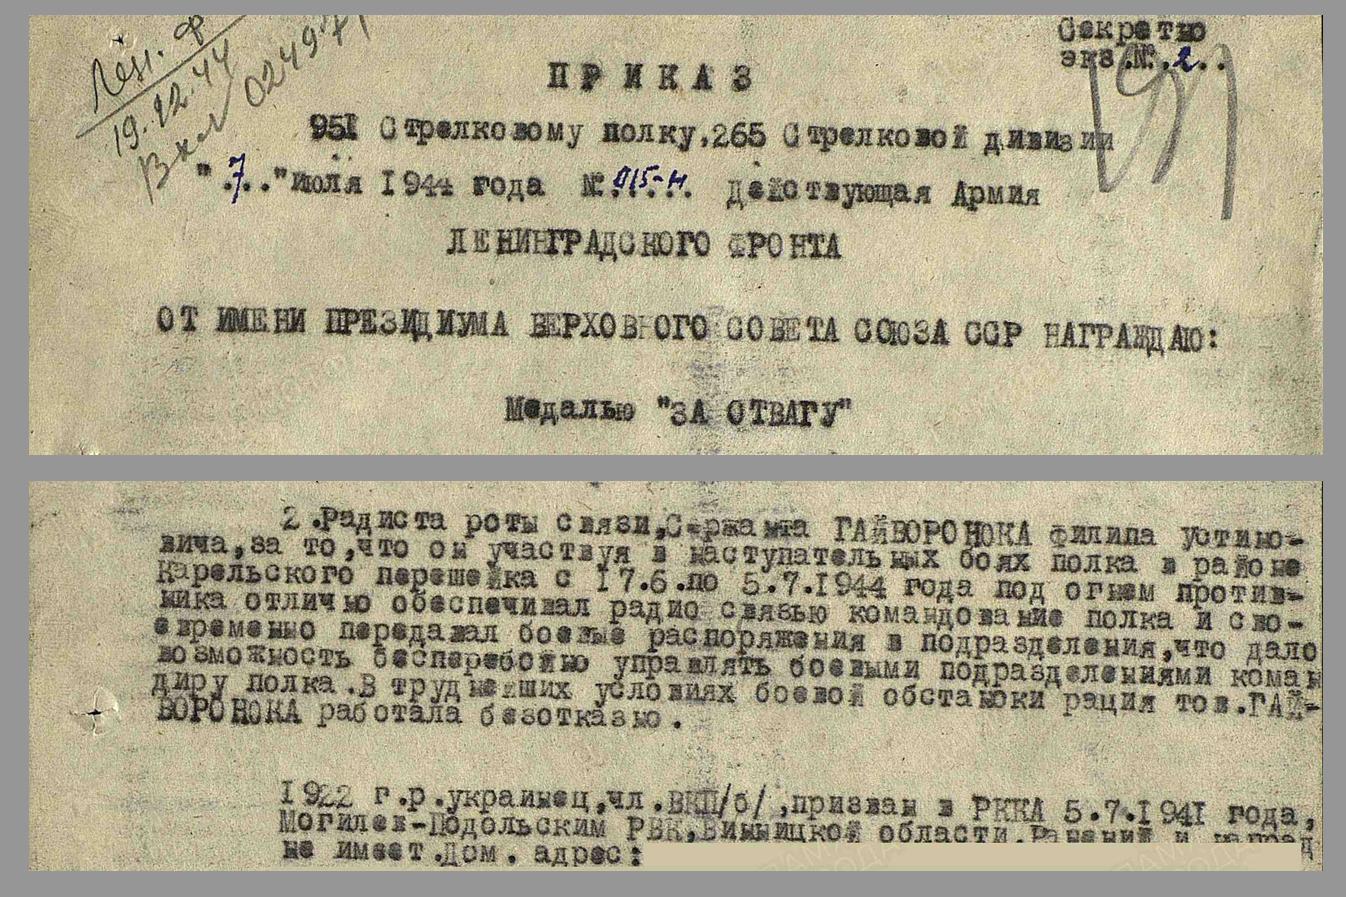 Лен. Ф
19.12.44
Вх 02497
Секретно
экз.№.2..
ПРИКАЗ
951 Стрелковому полку.265 Стрелковой дивизии
".7.."июля 1944 года №.015-н. Действующая Армия
ЛЕНИНГРАДСКОГО ФРОНТА
ОТ ИМЕНИ ПРЕЗИДИУМА ВЕРХОВНОГО СОВЕТА СОЮЗА ССР НАГРАЖДАЮ:
Медалью "ЗА ОТВАГУ"
2.Радиста роты связи,Сержанта ГАЙВОРОНОКА Филипа Устино-
вича,за то,что он участвуя в наступательных боях полка в районе
Карельского перешейка с 17.6.по 5.7.1944 года под огнем против-
ника отлично обеспечивал радио связью командование полка и сво-
евременно передавал боевые распоряжения в подразделения,что дало
возможность бесперебойно управлять боевыми подразделениями коман
диру полка.В труднейших условиях боевой обстановки рация тов.ГАЙ-
ВОРОНОКА работала безотказно.
1922 г.р.украинец,чл.ВКП/б/,призван в РККА 5.7.1941 года,
Могилев-Подольским РВК,Винницкой области.Ранений и наград
не имеет.Дом. адрес: